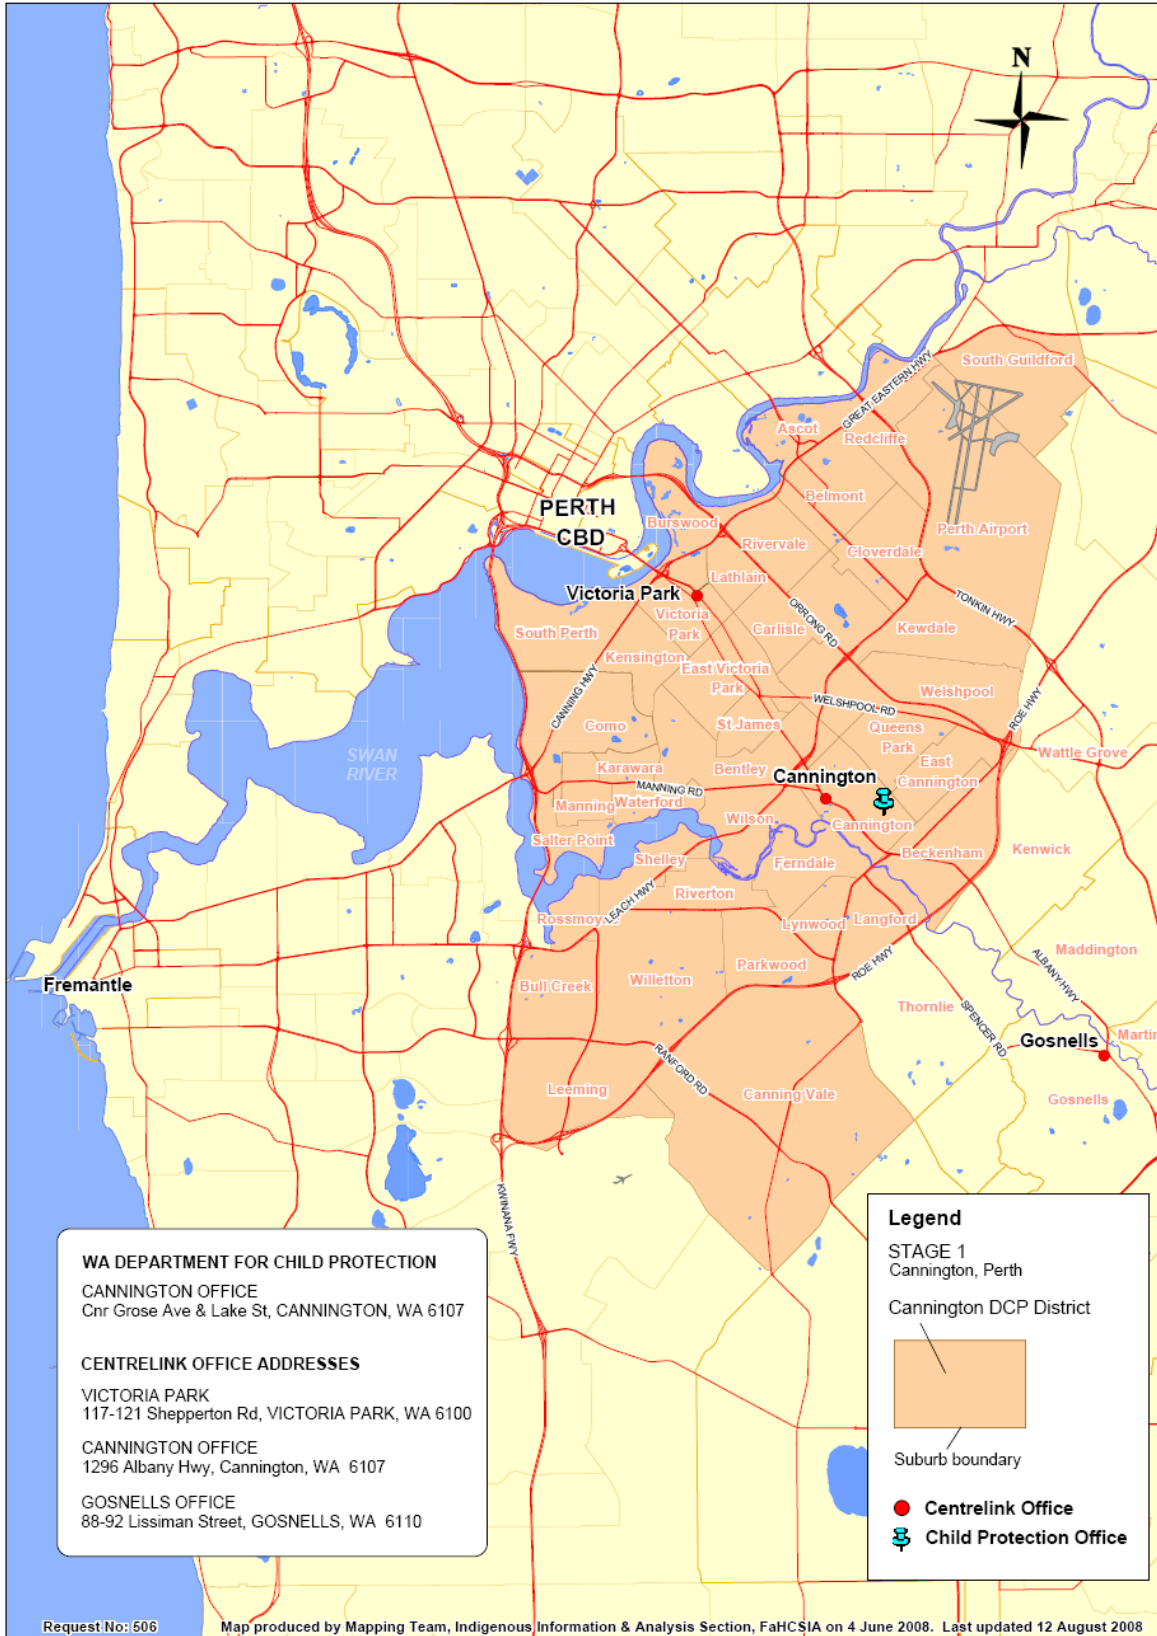 N
South Guildford
GREAT EASTERN HWY
Ascot
Redcliffe
Belmont
PERTH
CBD
Burswood
Perth Airport
Rivervale
Cloverdale
Lathlain
Victoria Park
TONKIN HWY
Victoria
Park
ORRONG RD
Carlisle
Kewdale
South Perth
Kensington
East Victoria
Park
CANNING HWY
Welshpool
WELSHPOOL RD
ROE HWY
Como
St James
Queens
Park
SWAN
RIVER
Wattle Grove
East
Cannington
Karawara
Bentley
Cannington
MANNING RD
Manning
Waterford
Wilson
Cannington
Salter Point
Shelley
Ferndale
Beckenham
Kenwick
Riverton
LEACH HWY
Rossmoy
Lynwood
Langford
Maddington
Parkwood
ROE HWY
ALBANY HWY
Fremantle
Bull Creek
Willetton
Thornlie
SPENCER RD
Gosnells
Martin
RANFORD RD
Leeming
Canning Vale
Gosnells
KWINANA FWY
WA DEPARTMENT FOR CHILD PROTECTION
CANNINGTON OFFICE
Cnr Grose Ave & Lake St, CANNINGTON, WA 6107
CENTRELINK OFFICE ADDRESSES
VICTORIA PARK
117-121 Shepperton Rd, VICTORIA PARK, WA 6100
CANNINGTON OFFICE
1296 Albany Hwy, Cannington, WA 6107
GOSNELLS OFFICE
88-92 Lissiman Street, GOSNELLS, WA 6110
Legend
STAGE 1
Cannington, Perth
Cannington DCP District
Suburb boundary
Centrelink Office
Child Protection Office
Request No: 506
Map produced by Mapping Team, Indigenous Information & Analysis Section, FaHCSIA on 4 June 2008. Last updated 12 August 2008